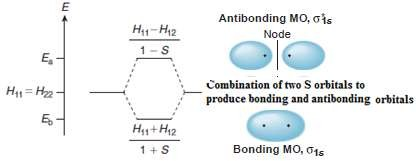 E
Antibonding MO, σ*1s
Node
H₁₁−H₁₂
1 − S
Eₐ
H₁₁ = H₂₂
Combination of two S orbitals to
produce bonding and antibonding orbitals
E_b
H₁₁+H₁₂
1 + S
Bonding MO, σ1s